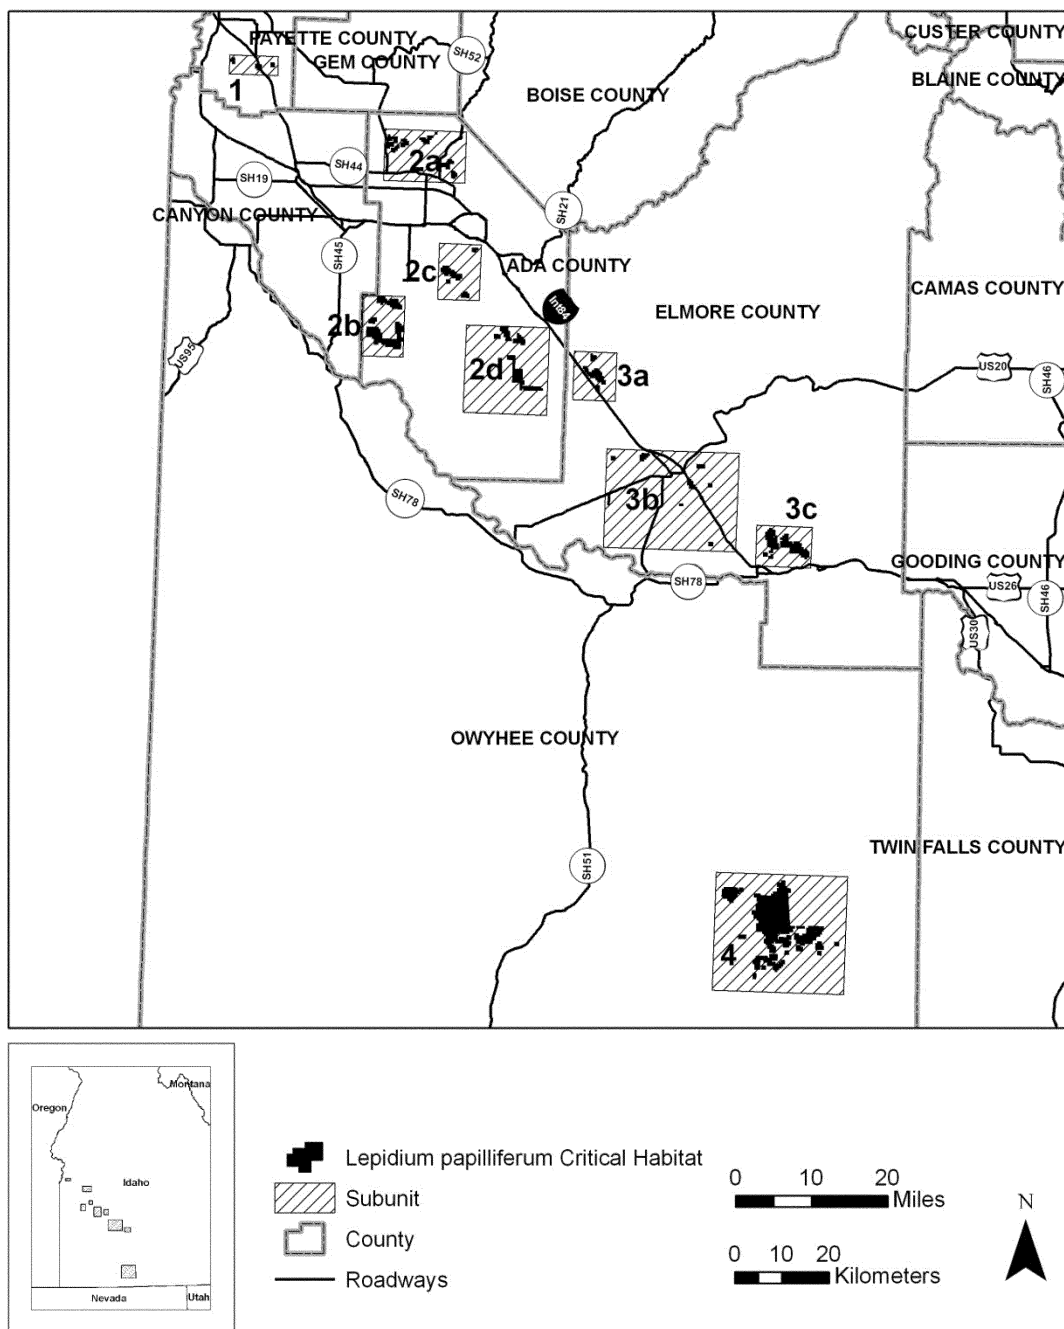 PAYETTE COUNTY
CUSTER COUNTY
GEM COUNTY
SH52
BLAINE COUNTY
1
BOISE COUNTY
2a
SH44
SH19
CANYON COUNTY
SH21
SH45
2c
ADA COUNTY
CAMAS COUNTY
Int84
ELMORE COUNTY
2b
US95
2d
3a
US20
SH46
SH78
3b
3c
GOODING COUNTY
SH78
US26
SH46
US30
OWYHEE COUNTY
TWIN FALLS COUNTY
SH51
4
Montana
Oregon
Idaho
Nevada
Utah
Lepidium papilliferum Critical Habitat
Subunit
County
Roadways
0 10 20
Miles
0 10 20
Kilometers
N